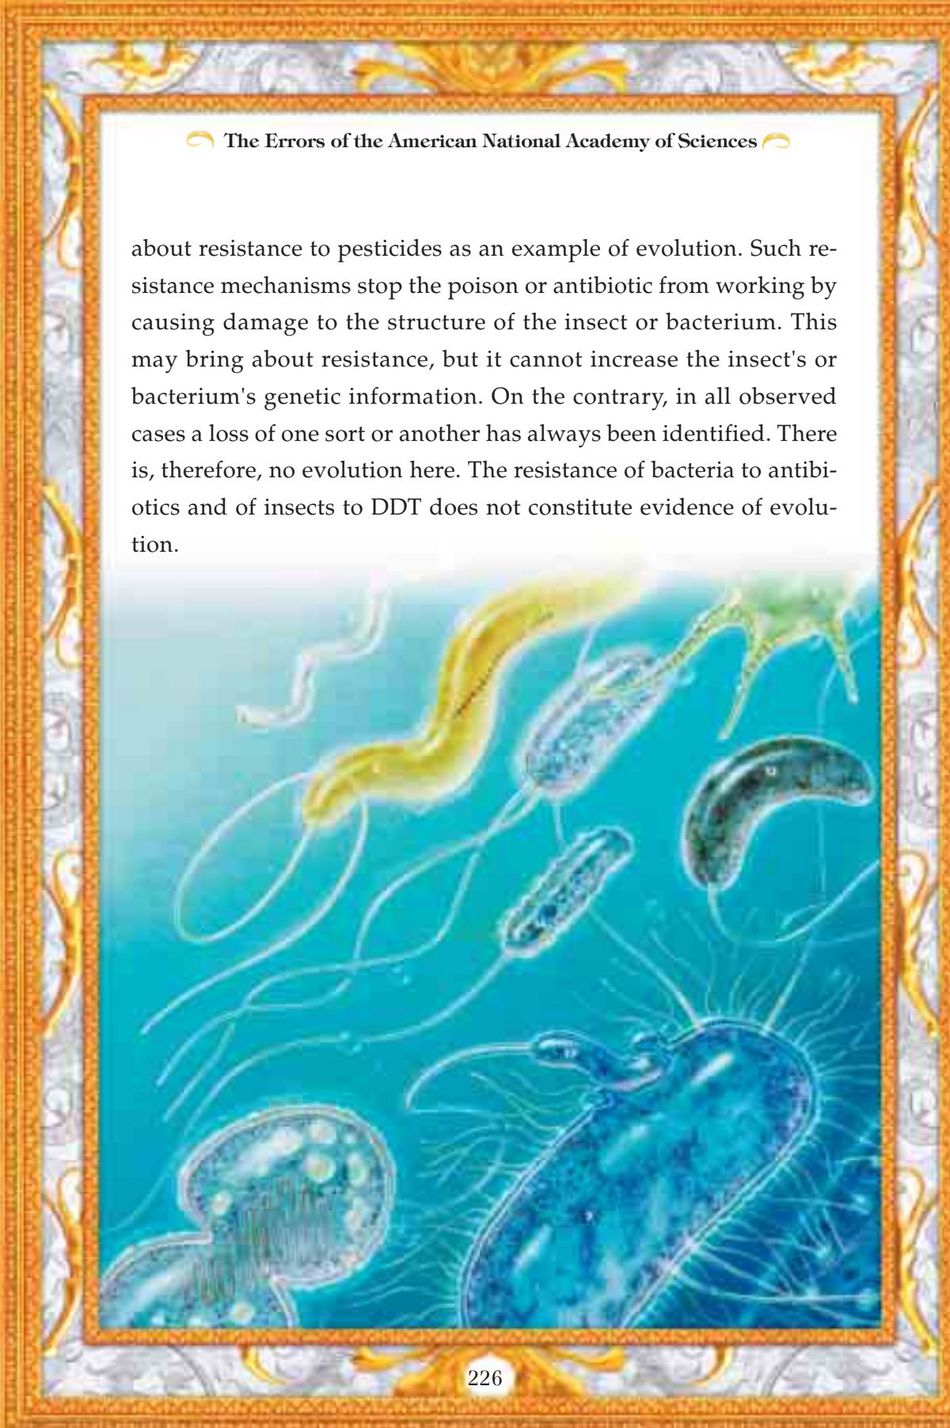 The Errors of the American National Academy of Sciences
about resistance to pesticides as an example of evolution. Such re-
sistance mechanisms stop the poison or antibiotic from working by
causing damage to the structure of the insect or bacterium. This
may bring about resistance, but it cannot increase the insect's or
bacterium's genetic information. On the contrary, in all observed
cases a loss of one sort or another has always been identified. There
is, therefore, no evolution here. The resistance of bacteria to antibi-
otics and of insects to DDT does not constitute evidence of evolu-
tion.
226